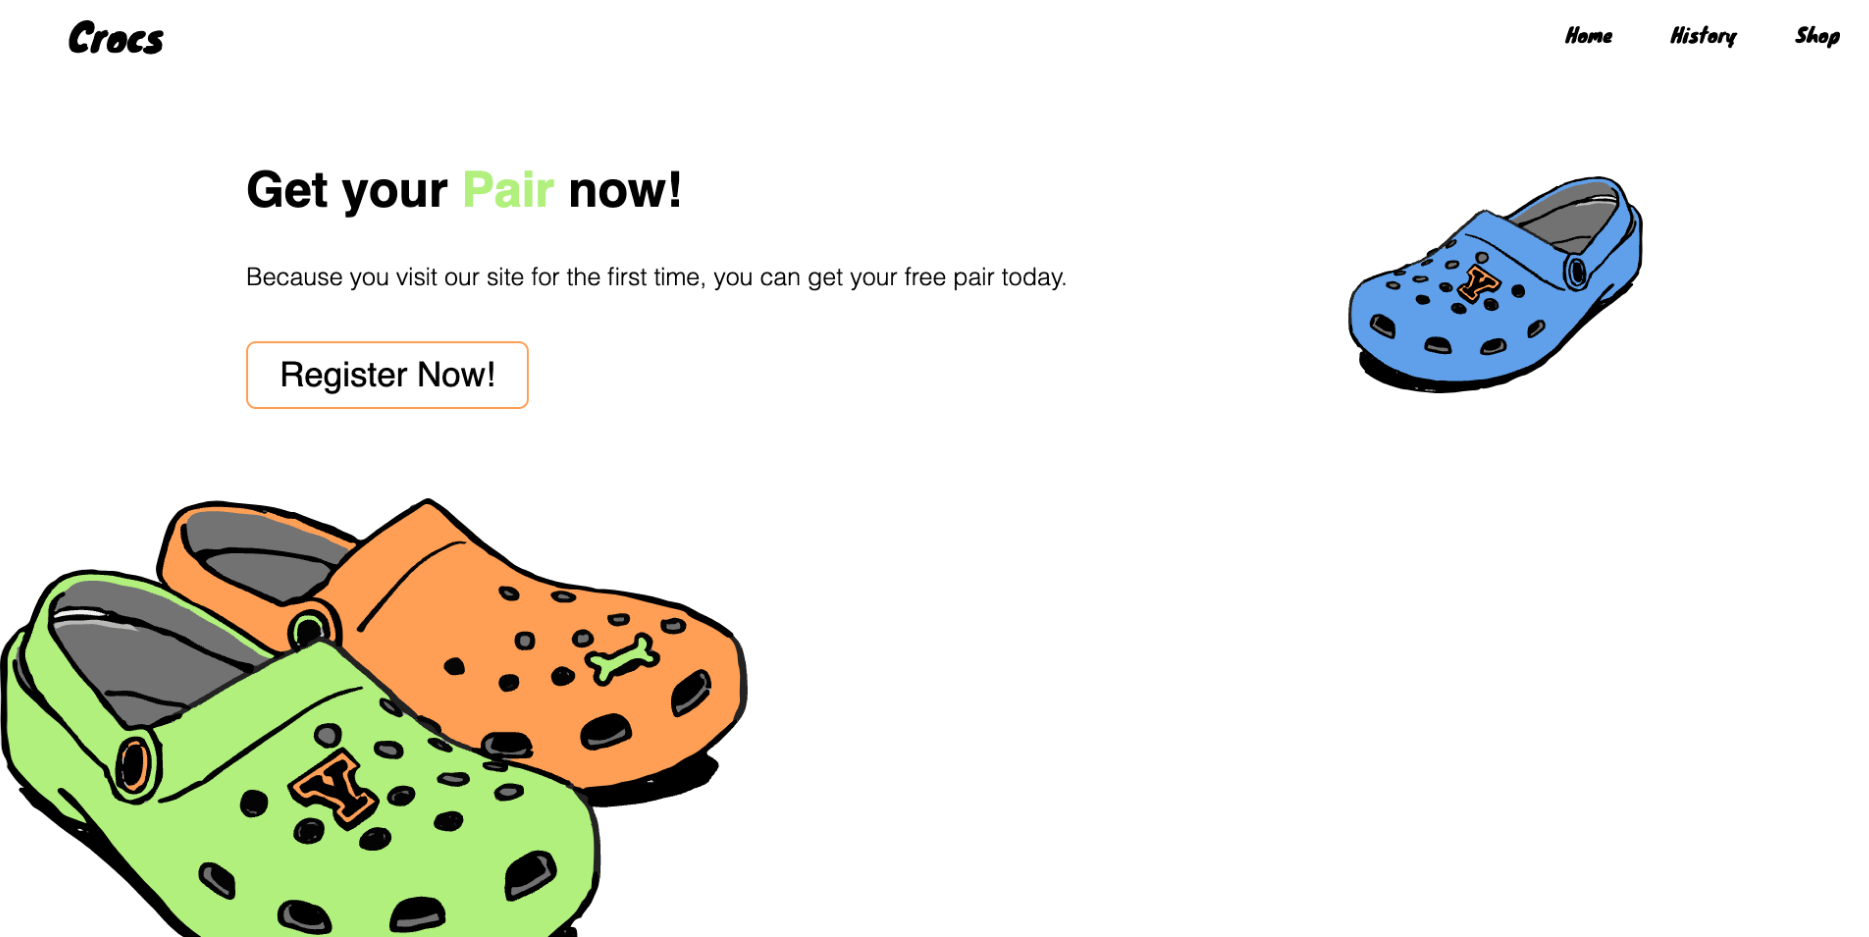 Crocs
Home History Shop
Get your Pair now!
Because you visit our site for the first time, you can get your free pair today.
Register Now!
Y
Y